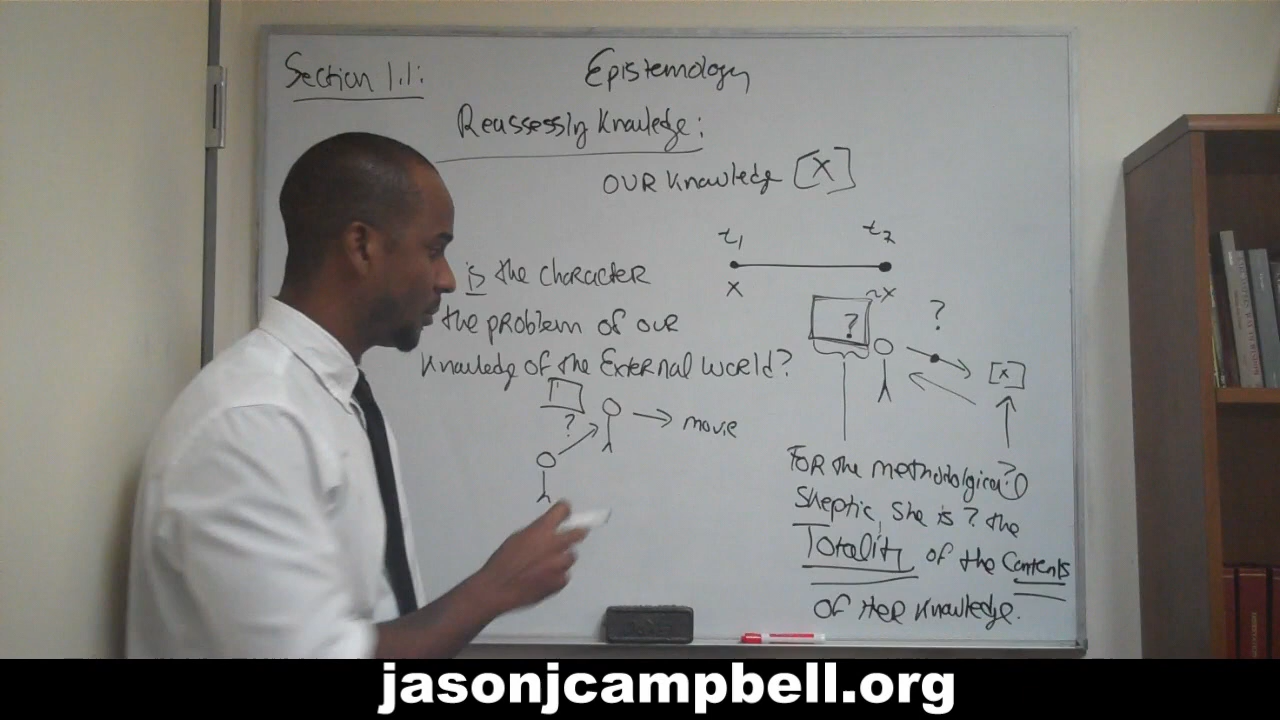 Section 1.1:
Epistemology
Reassessing Knowledge:
OUR Knowledge [X]
t1
t2
X
~X
is the character
the problem of our
Knowledge of the External World?
?
?
[x]
?
movie
For the methodological ?
Skeptic, She is ? the
Totality of the Contents
of Her Knowledge.
jasonjcampbell.org